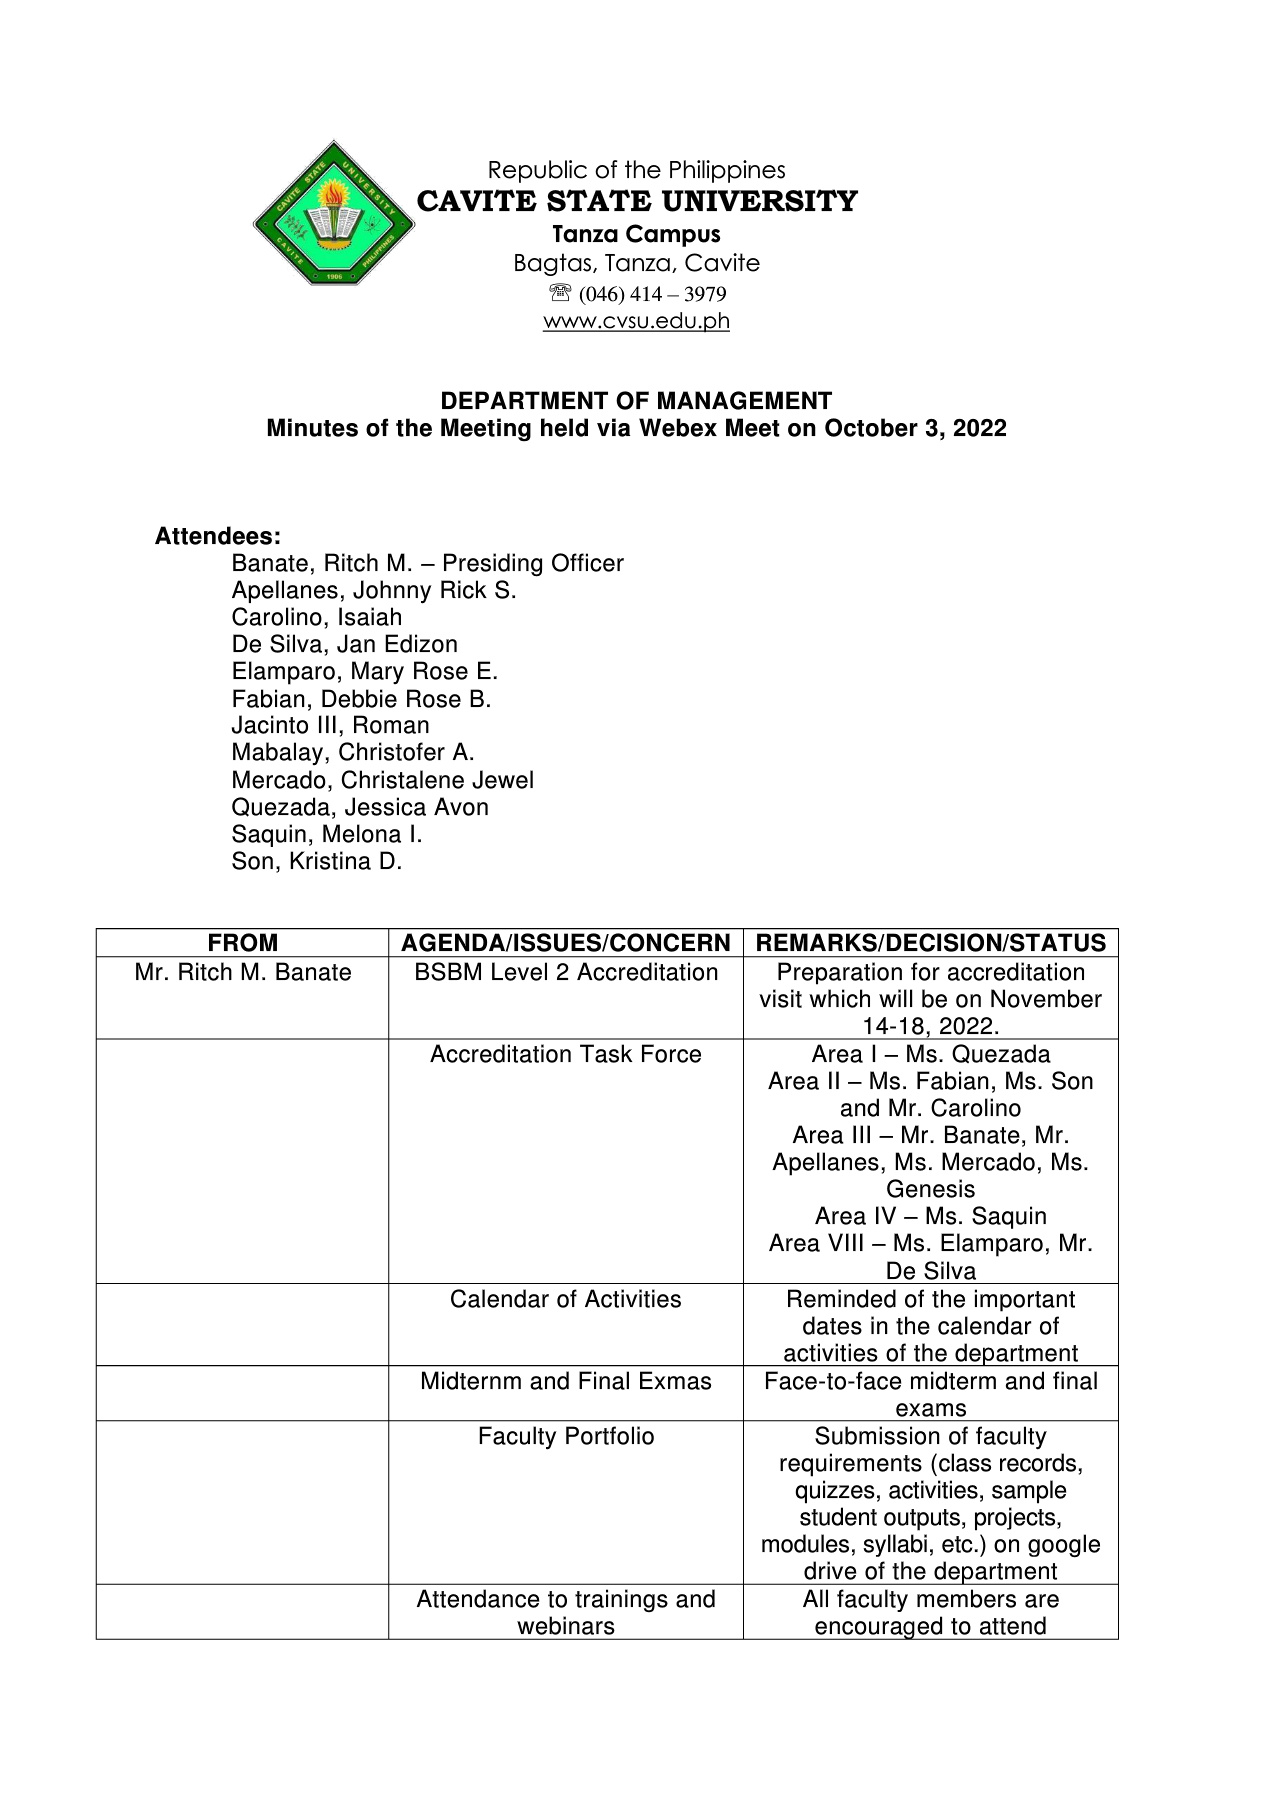 CAVITE STATE UNIVERSITY
CAVITE PHILIPPINES
1906
Republic of the Philippines
CAVITE STATE UNIVERSITY
Tanza Campus
Bagtas, Tanza, Cavite
☏ (046) 414 – 3979
www.cvsu.edu.ph
DEPARTMENT OF MANAGEMENT
Minutes of the Meeting held via Webex Meet on October 3, 2022
Attendees:
Banate, Ritch M. – Presiding Officer
Apellanes, Johnny Rick S.
Carolino, Isaiah
De Silva, Jan Edizon
Elamparo, Mary Rose E.
Fabian, Debbie Rose B.
Jacinto III, Roman
Mabalay, Christofer A.
Mercado, Christalene Jewel
Quezada, Jessica Avon
Saquin, Melona I.
Son, Kristina D.
FROM AGENDA/ISSUES/CONCERN REMARKS/DECISION/STATUS
Mr. Ritch M. Banate BSBM Level 2 Accreditation Preparation for accreditation
visit which will be on November
14-18, 2022.
Accreditation Task Force Area I – Ms. Quezada
Area II – Ms. Fabian, Ms. Son
and Mr. Carolino
Area III – Mr. Banate, Mr.
Apellanes, Ms. Mercado, Ms.
Genesis
Area IV – Ms. Saquin
Area VIII – Ms. Elamparo, Mr.
De Silva
Calendar of Activities Reminded of the important
dates in the calendar of
activities of the department
Midternm and Final Exmas Face-to-face midterm and final
exams
Faculty Portfolio Submission of faculty
requirements (class records,
quizzes, activities, sample
student outputs, projects,
modules, syllabi, etc.) on google
drive of the department
Attendance to trainings and All faculty members are
webinars encouraged to attend